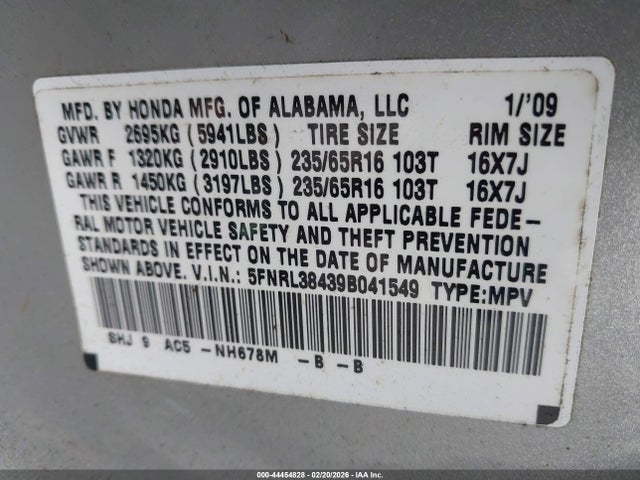 MFD. BY HONDA MFG. OF ALABAMA, LLC 1/'09
GVWR 2695KG (5941LBS) TIRE SIZE RIM SIZE
GAWR F 1320KG (2910LBS) 235/65R16 103T 16X7J
GAWR R 1450KG (3197LBS) 235/65R16 103T 16X7J
THIS VEHICLE CONFORMS TO ALL APPLICABLE FEDE-
RAL MOTOR VEHICLE SAFETY AND THEFT PREVENTION
STANDARDS IN EFFECT ON THE DATE OF MANUFACTURE
SHOWN ABOVE. V.I.N.: 5FNRL38439B041549 TYPE:MPV
SHJ 9 AC5 -NH678M -B -B
000-44454828 - 02/20/2026 - IAA Inc.